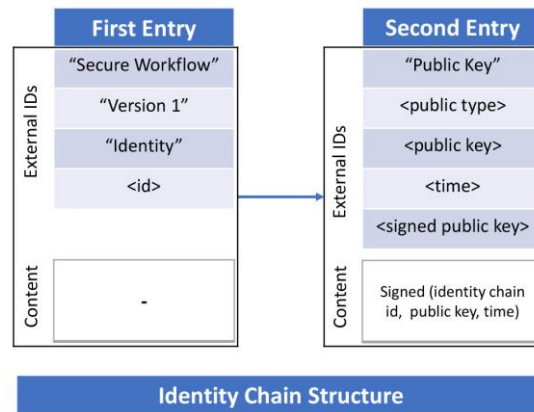 First Entry
External IDs
“Secure Workflow”
“Version 1”
“Identity”
<id>
Content
-
Second Entry
External IDs
“Public Key”
<public type>
<public key>
<time>
<signed public key>
Content
Signed (identity chain
id, public key, time)
Identity Chain Structure